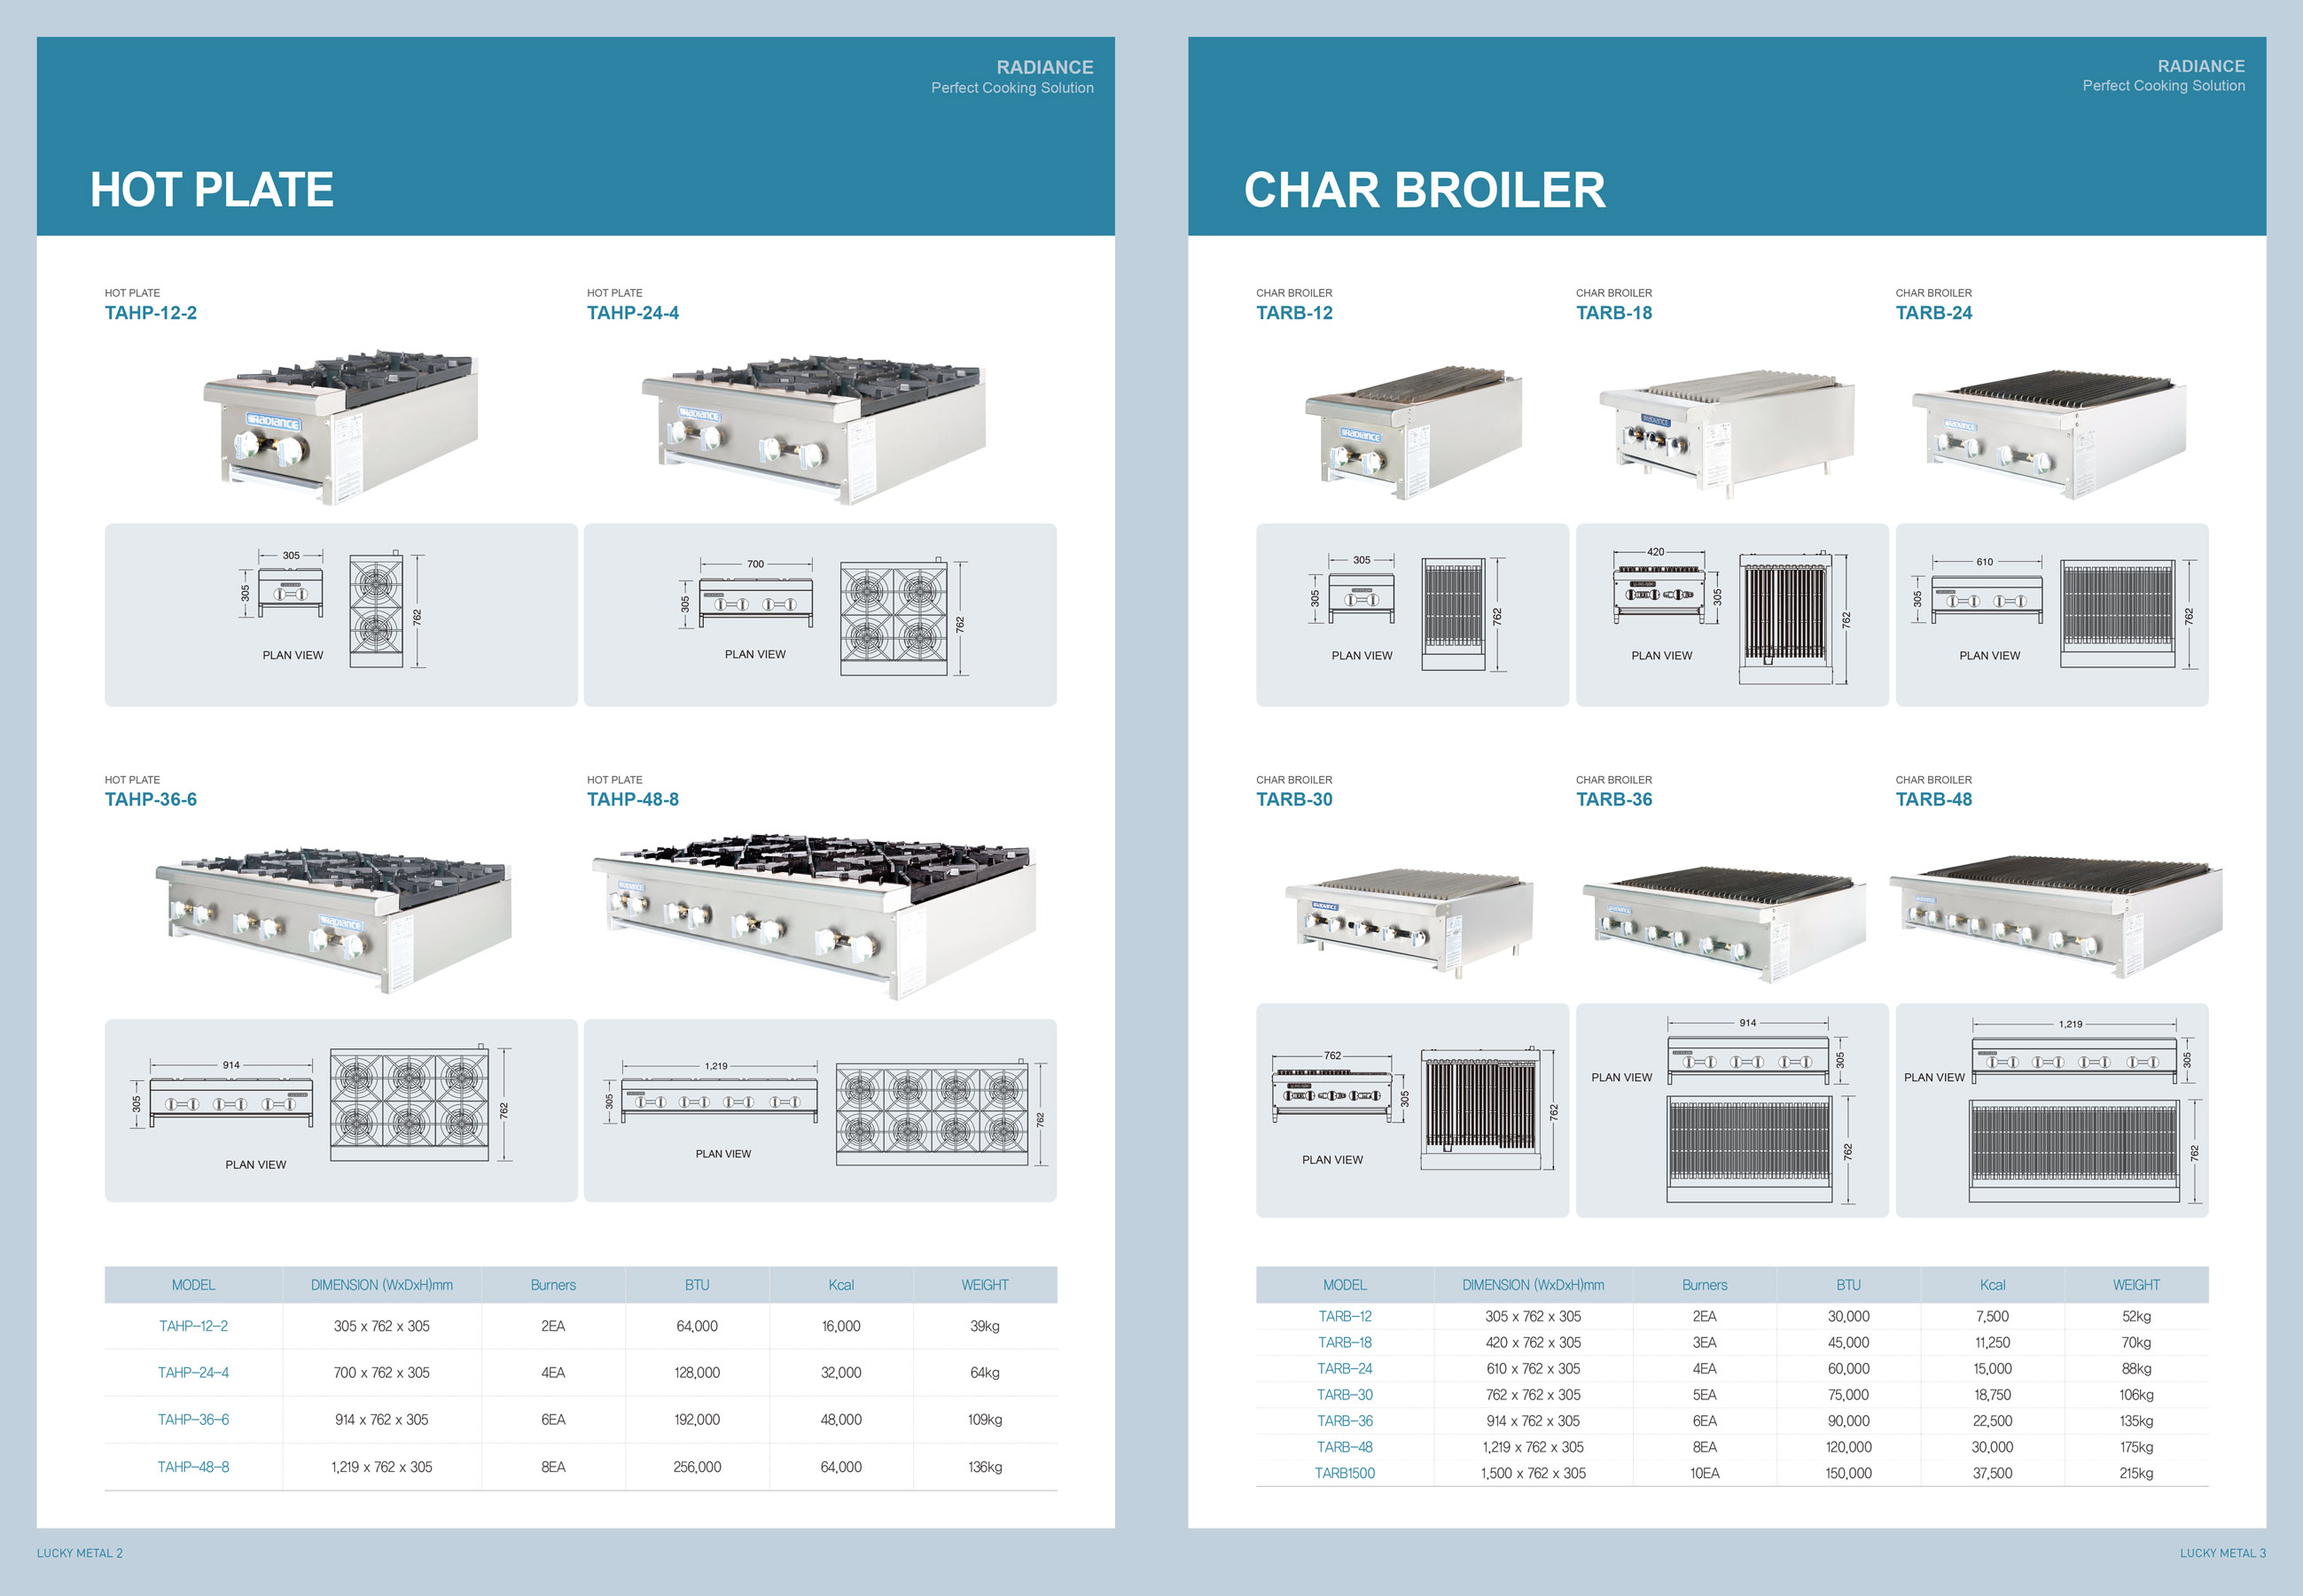 RADIANCE
Perfect Cooking Solution
HOT PLATE
HOT PLATE
TAHP-12-2
HOT PLATE
TAHP-24-4
RADIANCE
RADIANCE
305
305
762
PLAN VIEW
700
305
762
PLAN VIEW
HOT PLATE
TAHP-36-6
HOT PLATE
TAHP-48-8
RADIANCE
RADIANCE
914
305
762
PLAN VIEW
1,219
305
762
PLAN VIEW
MODEL DIMENSION (WxDxH)mm Burners BTU Kcal WEIGHT
TAHP-12-2 305 x 762 x 305 2EA 64,000 16,000 39kg
TAHP-24-4 700 x 762 x 305 4EA 128,000 32,000 64kg
TAHP-36-6 914 x 762 x 305 6EA 192,000 48,000 109kg
TAHP-48-8 1,219 x 762 x 305 8EA 256,000 64,000 136kg
LUCKY METAL 2
RADIANCE
Perfect Cooking Solution
CHAR BROILER
CHAR BROILER
TARB-12
CHAR BROILER
TARB-18
CHAR BROILER
TARB-24
RADIANCE
RADIANCE
RADIANCE
305
305
762
PLAN VIEW
420
305
762
PLAN VIEW
610
305
762
PLAN VIEW
CHAR BROILER
TARB-30
CHAR BROILER
TARB-36
CHAR BROILER
TARB-48
RADIANCE
RADIANCE
RADIANCE
762
305
762
PLAN VIEW
914
305
PLAN VIEW
762
1,219
305
PLAN VIEW
762
MODEL DIMENSION (WxDxH)mm Burners BTU Kcal WEIGHT
TARB-12 305 x 762 x 305 2EA 30,000 7,500 52kg
TARB-18 420 x 762 x 305 3EA 45,000 11,250 70kg
TARB-24 610 x 762 x 305 4EA 60,000 15,000 88kg
TARB-30 762 x 762 x 305 5EA 75,000 18,750 106kg
TARB-36 914 x 762 x 305 6EA 90,000 22,500 135kg
TARB-48 1,219 x 762 x 305 8EA 120,000 30,000 175kg
TARB1500 1,500 x 762 x 305 10EA 150,000 37,500 215kg
LUCKY METAL 3